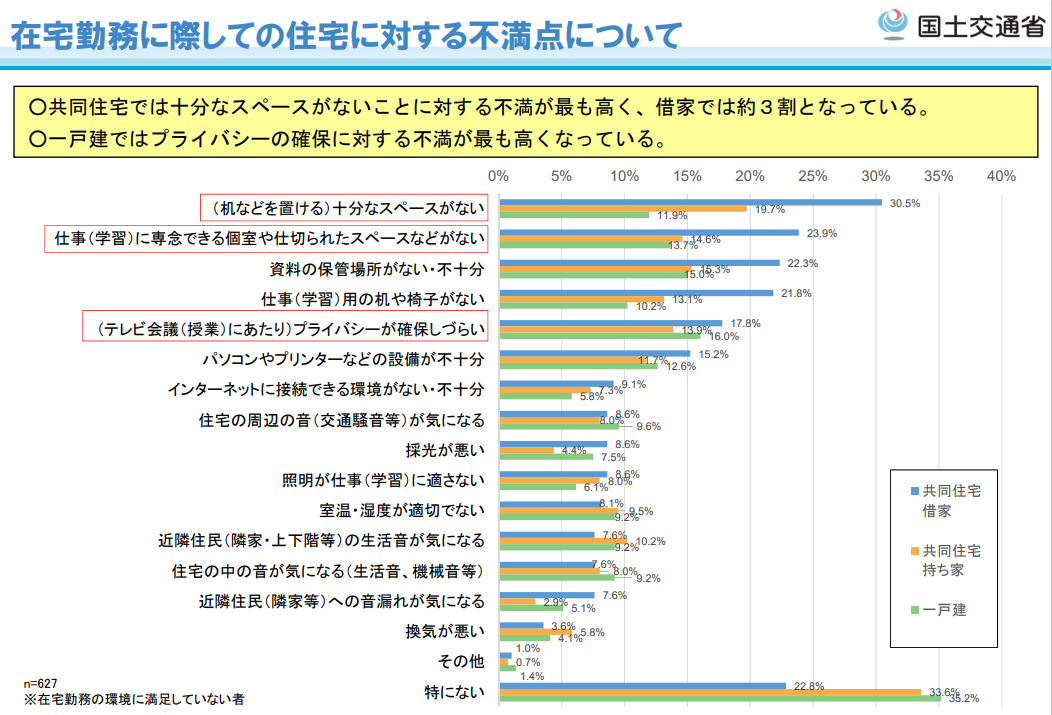 在宅勤務に際しての住宅に対する不満点について
国土交通省
〇共同住宅では十分なスペースがないことに対する不満が最も高く、借家では約３割となっている。
〇一戸建ではプライバシーの確保に対する不満が最も高くなっている。
0% 5% 10% 15% 20% 25% 30% 35% 40%
（机などを置ける）十分なスペースがない 30.5% 19.7% 11.9%
仕事（学習）に専念できる個室や仕切られたスペースなどがない 23.9% 14.6% 13.7%
資料の保管場所がない・不十分 22.3% 15.3% 15.0%
仕事（学習）用の机や椅子がない 21.8% 13.1% 10.2%
（テレビ会議（授業）にあたり）プライバシーが確保しづらい 17.8% 13.9% 16.0%
パソコンやプリンターなどの設備が不十分 15.2% 11.7% 12.6%
インターネットに接続できる環境がない・不十分 9.1% 7.3% 5.8%
住宅の周辺の音（交通騒音等）が気になる 8.6% 8.0% 9.6%
採光が悪い 8.6% 4.4% 7.5%
照明が仕事（学習）に適さない 8.6% 8.0% 6.1%
室温・湿度が適切でない 8.1% 9.5% 9.2%
近隣住民（隣家・上下階等）の生活音が気になる 7.6% 10.2% 9.2%
住宅の中の音が気になる（生活音、機械音等） 7.6% 8.0% 9.2%
近隣住民（隣家等）への音漏れが気になる 7.6% 2.9% 5.1%
換気が悪い 3.6% 5.8% 4.1%
その他 1.0% 0.7% 1.4%
特にない 22.8% 33.6% 35.2%
共同住宅
借家
共同住宅
持ち家
一戸建
n=627
※在宅勤務の環境に満足していない者